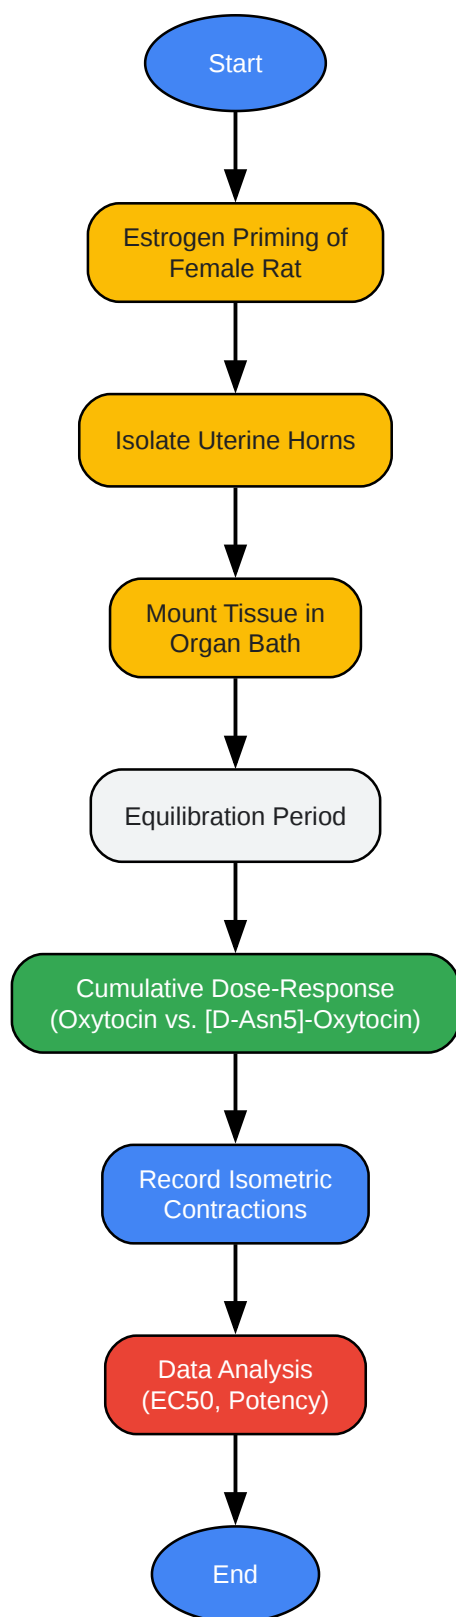 Start
Estrogen Priming of
Female Rat
Isolate Uterine Horns
Mount Tissue in
Organ Bath
Equilibration Period
Cumulative Dose-Response
(Oxytocin vs. [D-Asn5]-Oxytocin)
Record Isometric
Contractions
Data Analysis
(EC50, Potency)
End